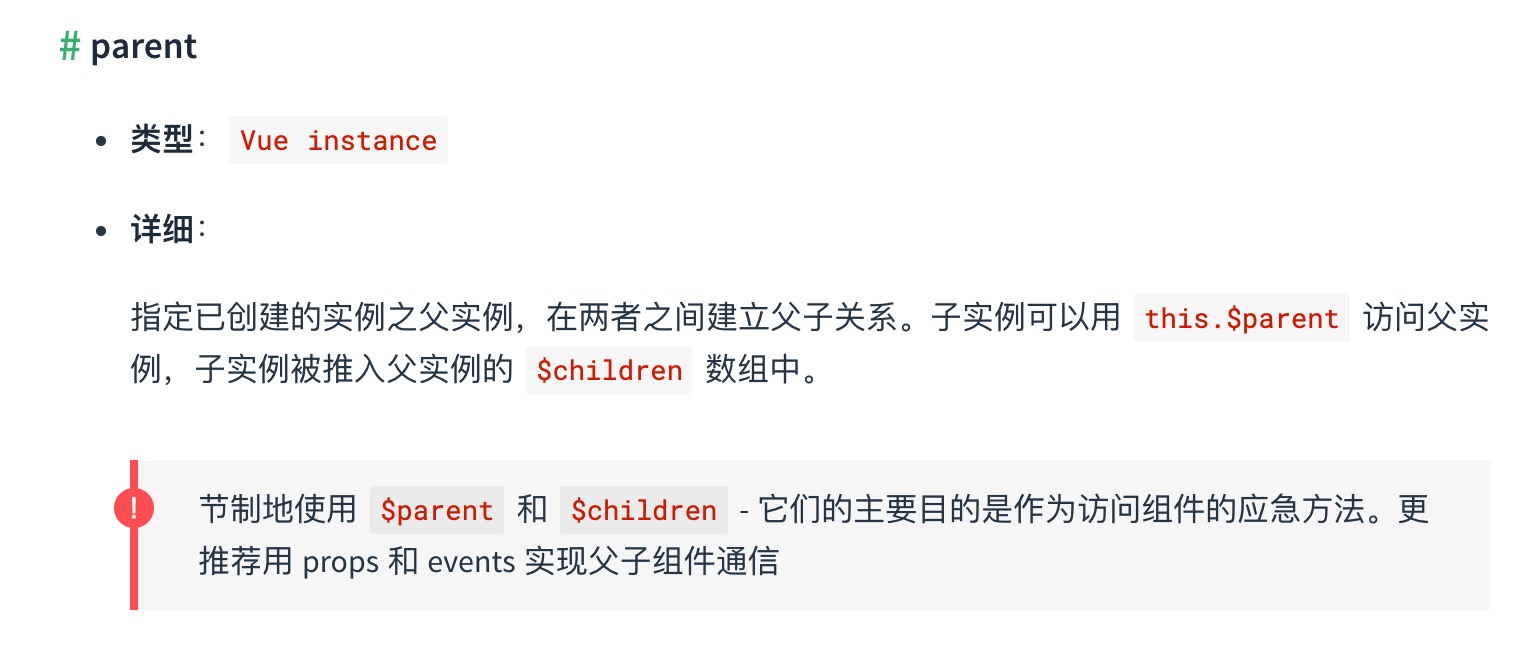 # parent
类型： Vue instance
详细：
指定已创建的实例之父实例，在两者之间建立父子关系。子实例可以用 this.$parent 访问父实
例，子实例被推入父实例的 $children 数组中。
节制地使用 $parent 和 $children - 它们的主要目的是作为访问组件的应急方法。更
推荐用 props 和 events 实现父子组件通信